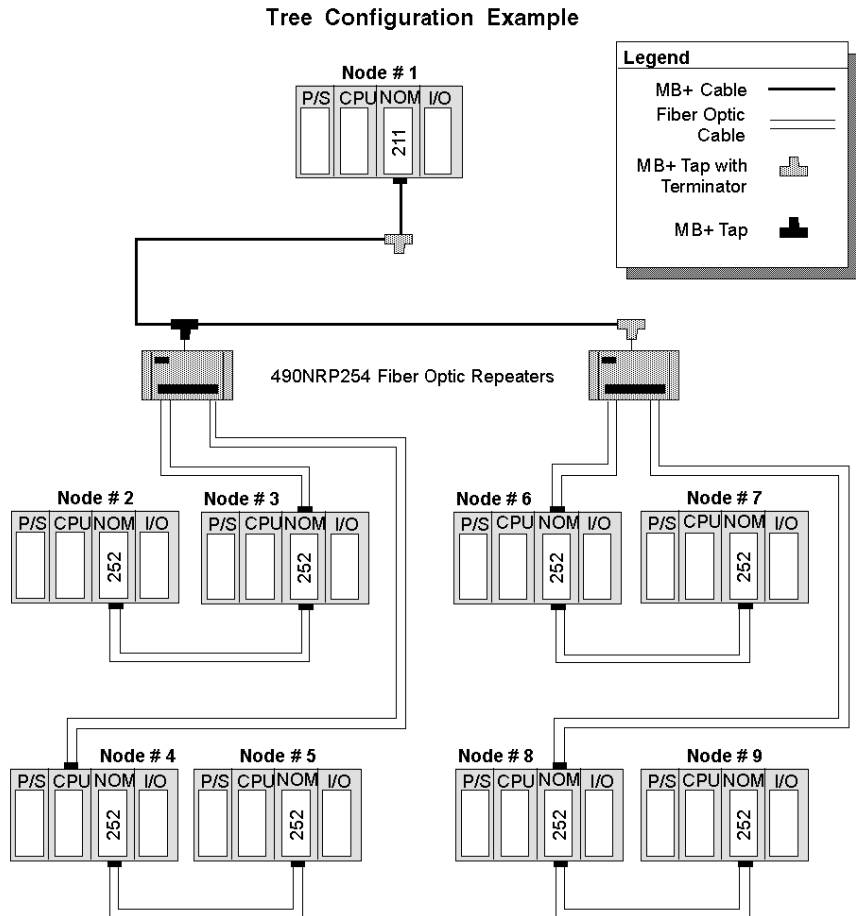 Tree Configuration Example
Legend
MB+ Cable
Fiber Optic
Cable
MB+ Tap with
Terminator
MB+ Tap
Node # 1
P/S CPU NOM I/O
211
490NRP254 Fiber Optic Repeaters
Node # 2
P/S CPU NOM I/O
252
Node # 3
P/S CPU NOM I/O
252
Node # 6
P/S CPU NOM I/O
252
Node # 7
P/S CPU NOM I/O
252
Node # 4
P/S CPU NOM I/O
252
Node # 5
P/S CPU NOM I/O
252
Node # 8
P/S CPU NOM I/O
252
Node # 9
P/S CPU NOM I/O
252